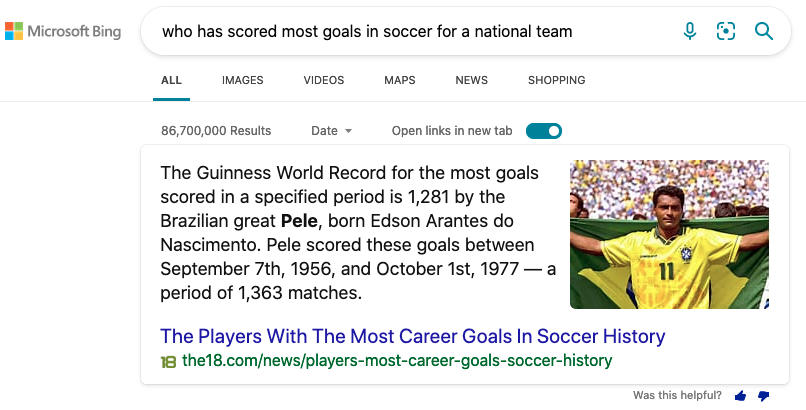 Microsoft Bing
who has scored most goals in soccer for a national team
ALL IMAGES VIDEOS MAPS NEWS SHOPPING
86,700,000 Results Date Open links in new tab
The Guinness World Record for the most goals
scored in a specified period is 1,281 by the
Brazilian great Pele, born Edson Arantes do
Nascimento. Pele scored these goals between
September 7th, 1956, and October 1st, 1977 — a
period of 1,363 matches.
11
The Players With The Most Career Goals In Soccer History
18 the18.com/news/players-most-career-goals-soccer-history
Was this helpful?